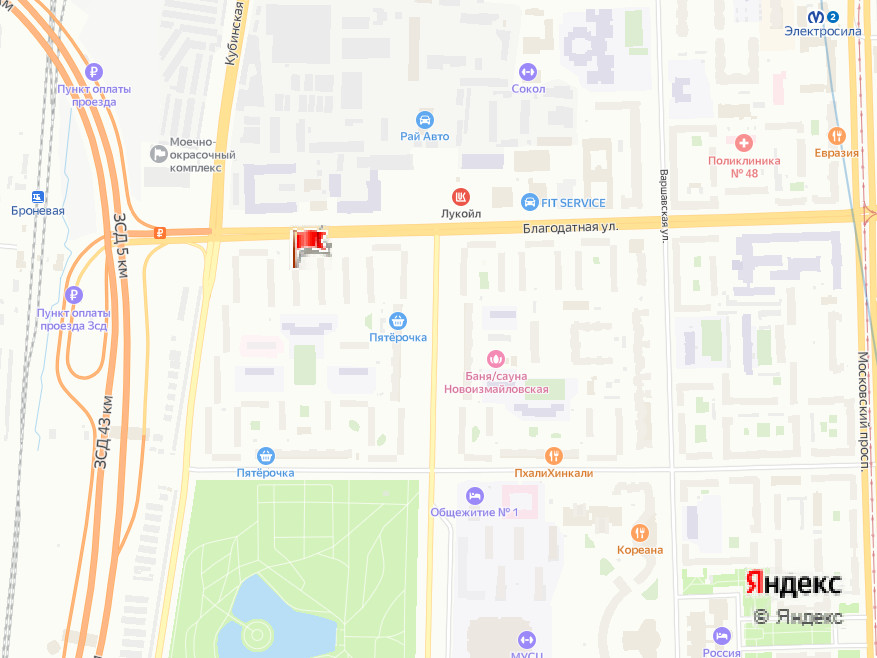 км
Кубинская
2
Электросила
₽
Пункт оплаты
проезда
Сокол
Рай Авто
Моечно-
окрасочный
комплекс
Евразия
Поликлиника
№ 48
Варшавская ул.
Броневая
Лукойл
FIT SERVICE
ЗСД 5 км
₽
Благодатная ул.
₽
Пункт оплаты
проезда Зсд
Пятёрочка
Баня/сауна
Новоизмайловская
Московский просп.
ЗСД 43 км
Пятёрочка
ПхалиХинкали
Общежитие № 1
Кореана
Яндекс
© Яндекс
МУСЦ
Россия